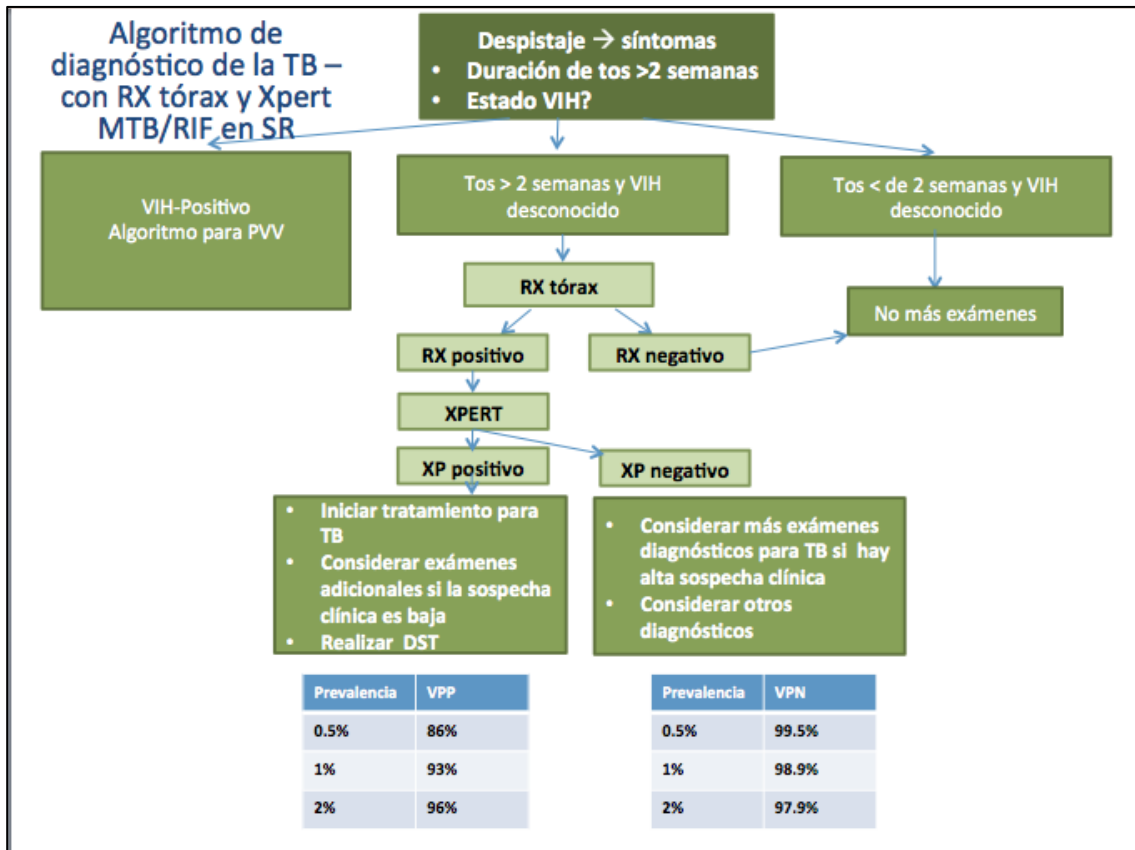 Algoritmo de
diagnóstico de la TB –
con RX tórax y Xpert
MTB/RIF en SR
Despistaje → síntomas
• Duración de tos >2 semanas
• Estado VIH?
VIH-Positivo
Algoritmo para PVV
Tos > 2 semanas y VIH
desconocido
Tos < de 2 semanas y VIH
desconocido
RX tórax
No más exámenes
RX positivo
RX negativo
XPERT
XP positivo
XP negativo
• Iniciar tratamiento para
TB
• Considerar exámenes
adicionales si la sospecha
clínica es baja
• Realizar DST
• Considerar más exámenes
diagnósticos para TB si hay
alta sospecha clínica
• Considerar otros
diagnósticos
Prevalencia VPP
0.5% 86%
1% 93%
2% 96%
Prevalencia VPN
0.5% 99.5%
1% 98.9%
2% 97.9%